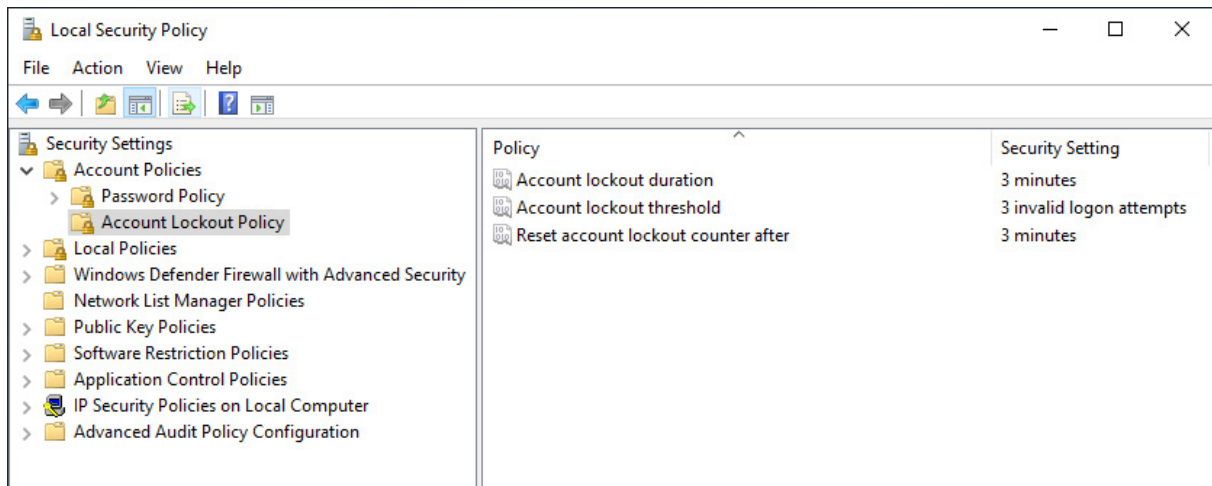 Local Security Policy
File Action View Help
Security Settings
Account Policies
Password Policy
Account Lockout Policy
Local Policies
Windows Defender Firewall with Advanced Security
Network List Manager Policies
Public Key Policies
Software Restriction Policies
Application Control Policies
IP Security Policies on Local Computer
Advanced Audit Policy Configuration
Policy Security Setting
Account lockout duration 3 minutes
Account lockout threshold 3 invalid logon attempts
Reset account lockout counter after 3 minutes